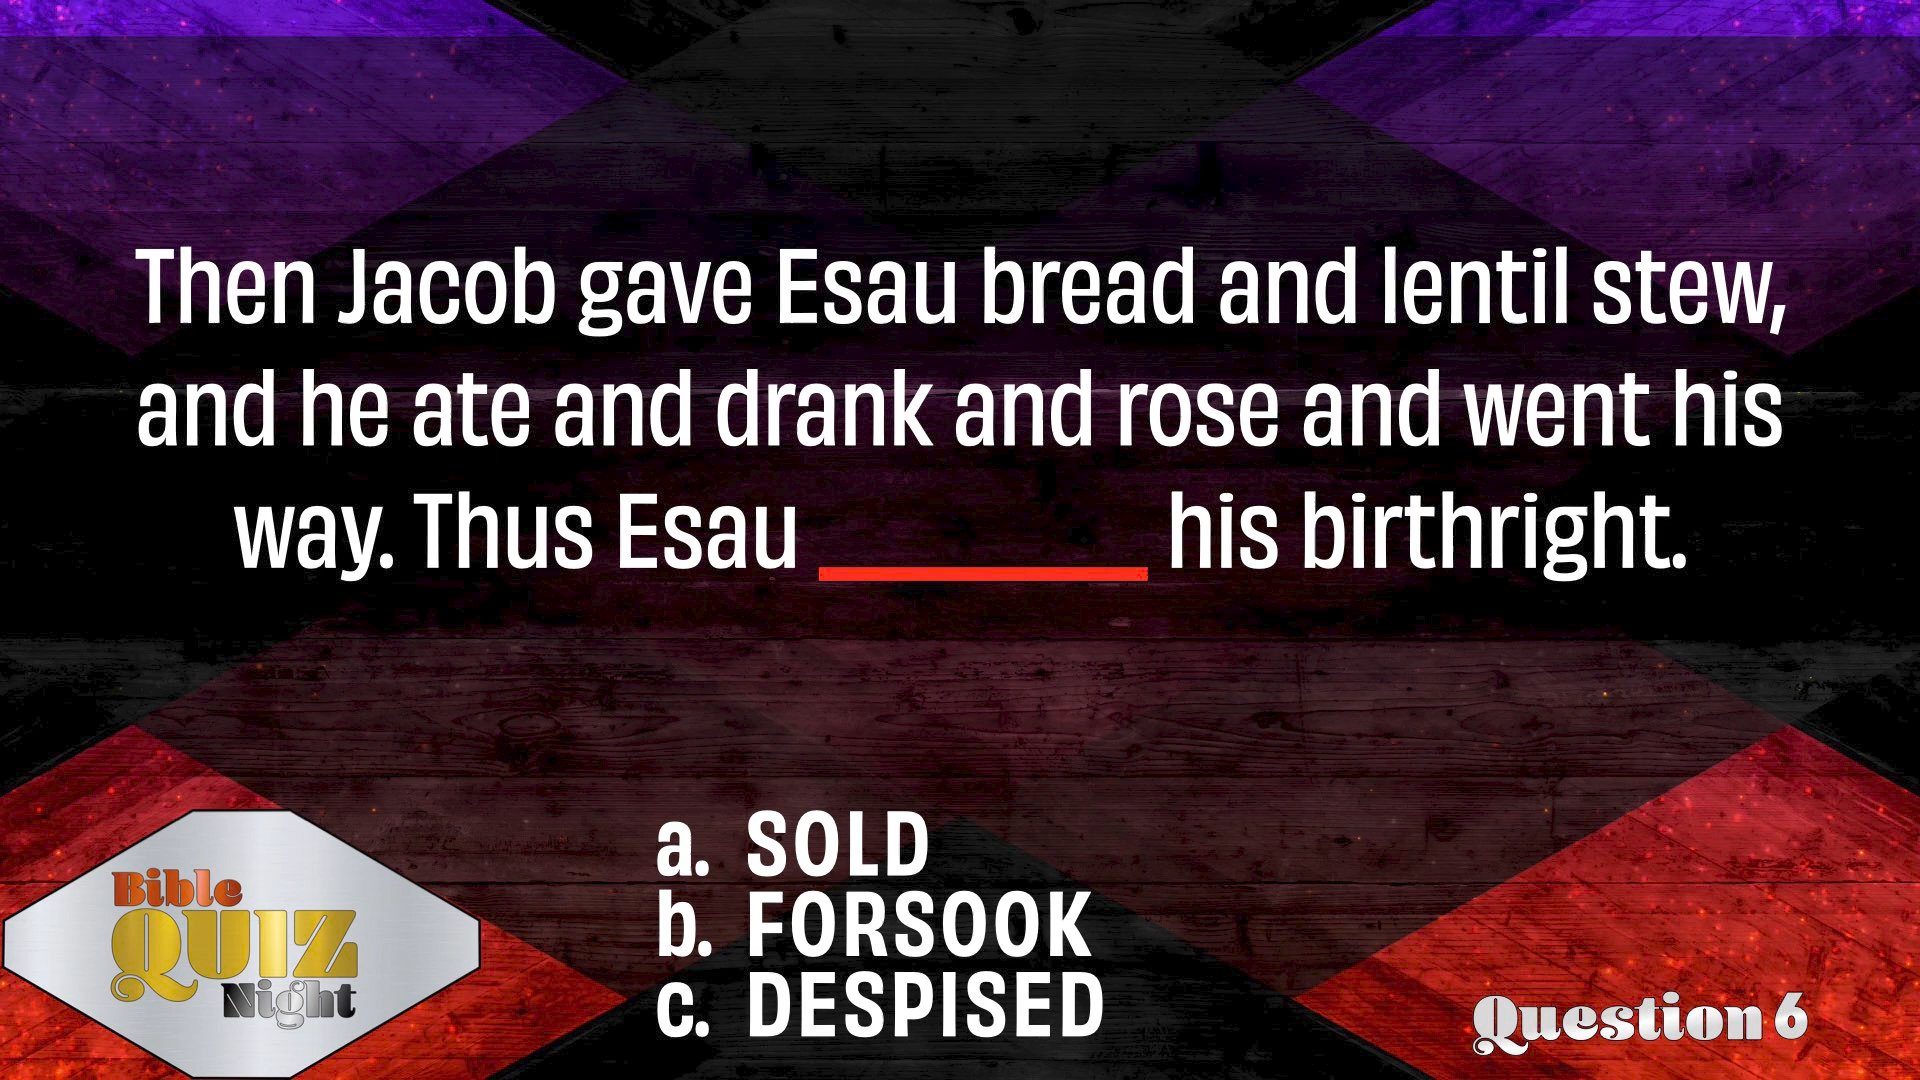 Then Jacob gave Esau bread and lentil stew,
and he ate and drank and rose and went his
way. Thus Esau ________ his birthright.
a. SOLD
b. FORSOOK
c. DESPISED
Bible
QUIZ
Night
Question 6